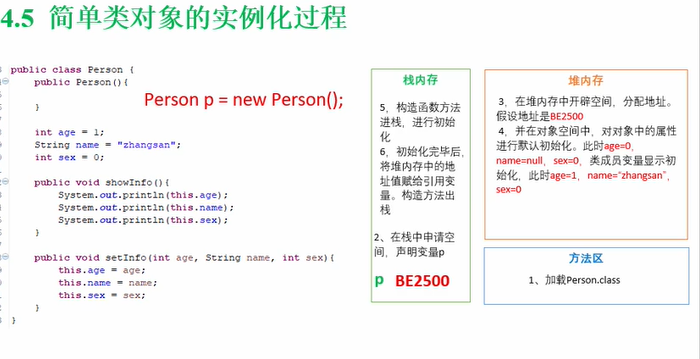 4.5 简单类对象的实例化过程
public class Person {
public Person(){
}
int age = 1;
String name = "zhangsan";
int sex = 0;
public void showInfo(){
System.out.println(this.age);
System.out.println(this.name);
System.out.println(this.sex);
}
public void setInfo(int age, String name, int sex){
this.age = age;
this.name = name;
this.sex = sex;
}
}
Person p = new Person();
栈内存
5，构造函数方法
进栈，进行初始
化
6，初始化完毕后，
将堆内存中的地
址值赋给引用变
量。构造方法出
栈
2、在栈中申请空
间，声明变量p
p BE2500
堆内存
3，在堆内存中开辟空间，分配地址。
假设地址是BE2500
4，并在对象空间中，对对象中的属性
进行默认初始化。此时age=0,
name=null，sex=0，类成员变量显示初
始化，此时age=1，name="zhangsan"，
sex=0
方法区
1、加载Person.class